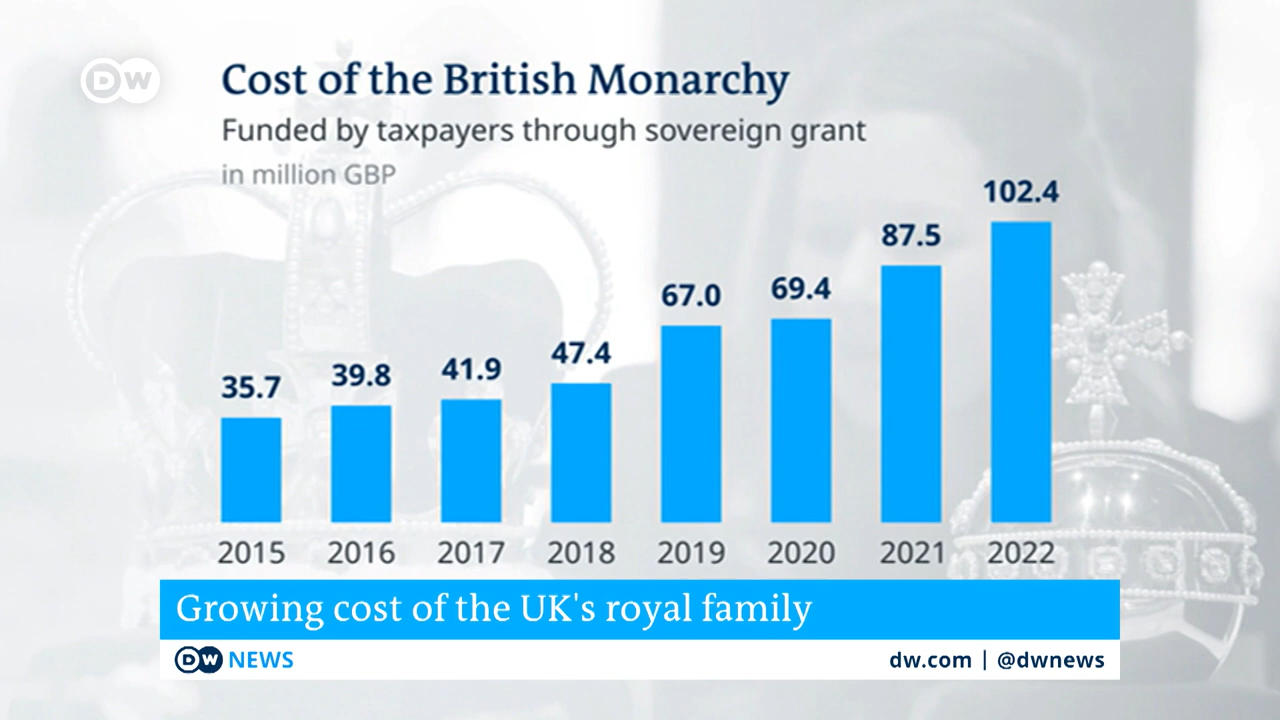 DW
Cost of the British Monarchy
Funded by taxpayers through sovereign grant
in million GBP
35.7
39.8
41.9
47.4
67.0
69.4
87.5
102.4
2015 2016 2017 2018 2019 2020 2021 2022
Growing cost of the UK's royal family
DW NEWS
dw.com | @dwnews